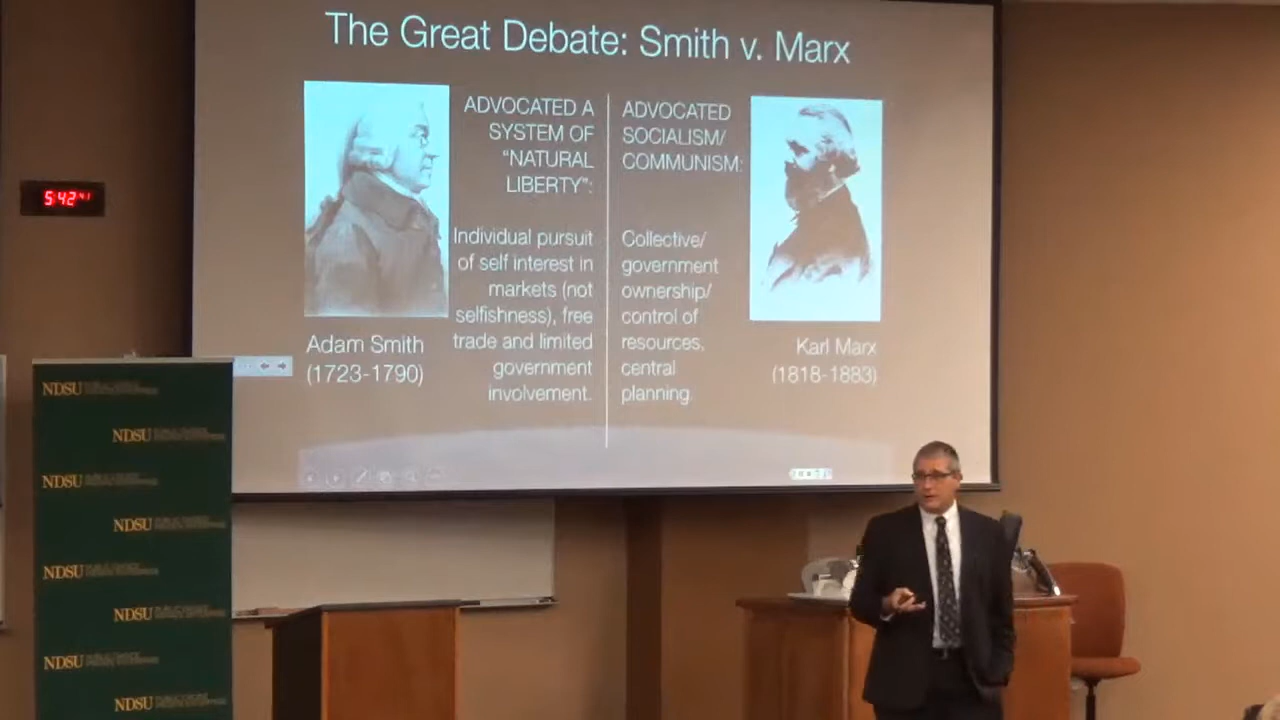 The Great Debate: Smith v. Marx
ADVOCATED A
SYSTEM OF
"NATURAL
LIBERTY":
Individual pursuit
of self interest in
markets (not
selfishness), free
trade and limited
government
involvement.
ADVOCATED
SOCIALISM/
COMMUNISM:
Collective/
government
ownership/
control of
resources,
central
planning.
Adam Smith
(1723-1790)
Karl Marx
(1818-1883)
5:42 41
NDSU
NDSU
NDSU
NDSU
NDSU
NDSU
NDSU
NDSU